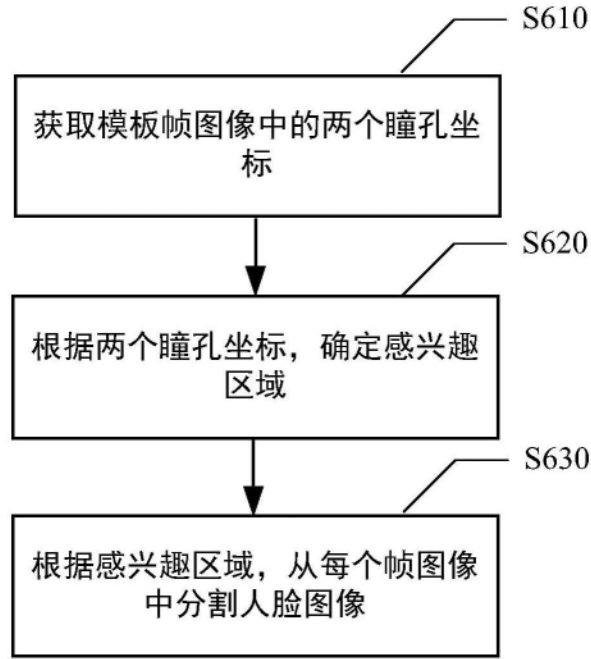 S610
获取模板帧图像中的两个瞳孔坐
标
S620
根据两个瞳孔坐标，确定感兴趣
区域
S630
根据感兴趣区域，从每个帧图像
中分割人脸图像